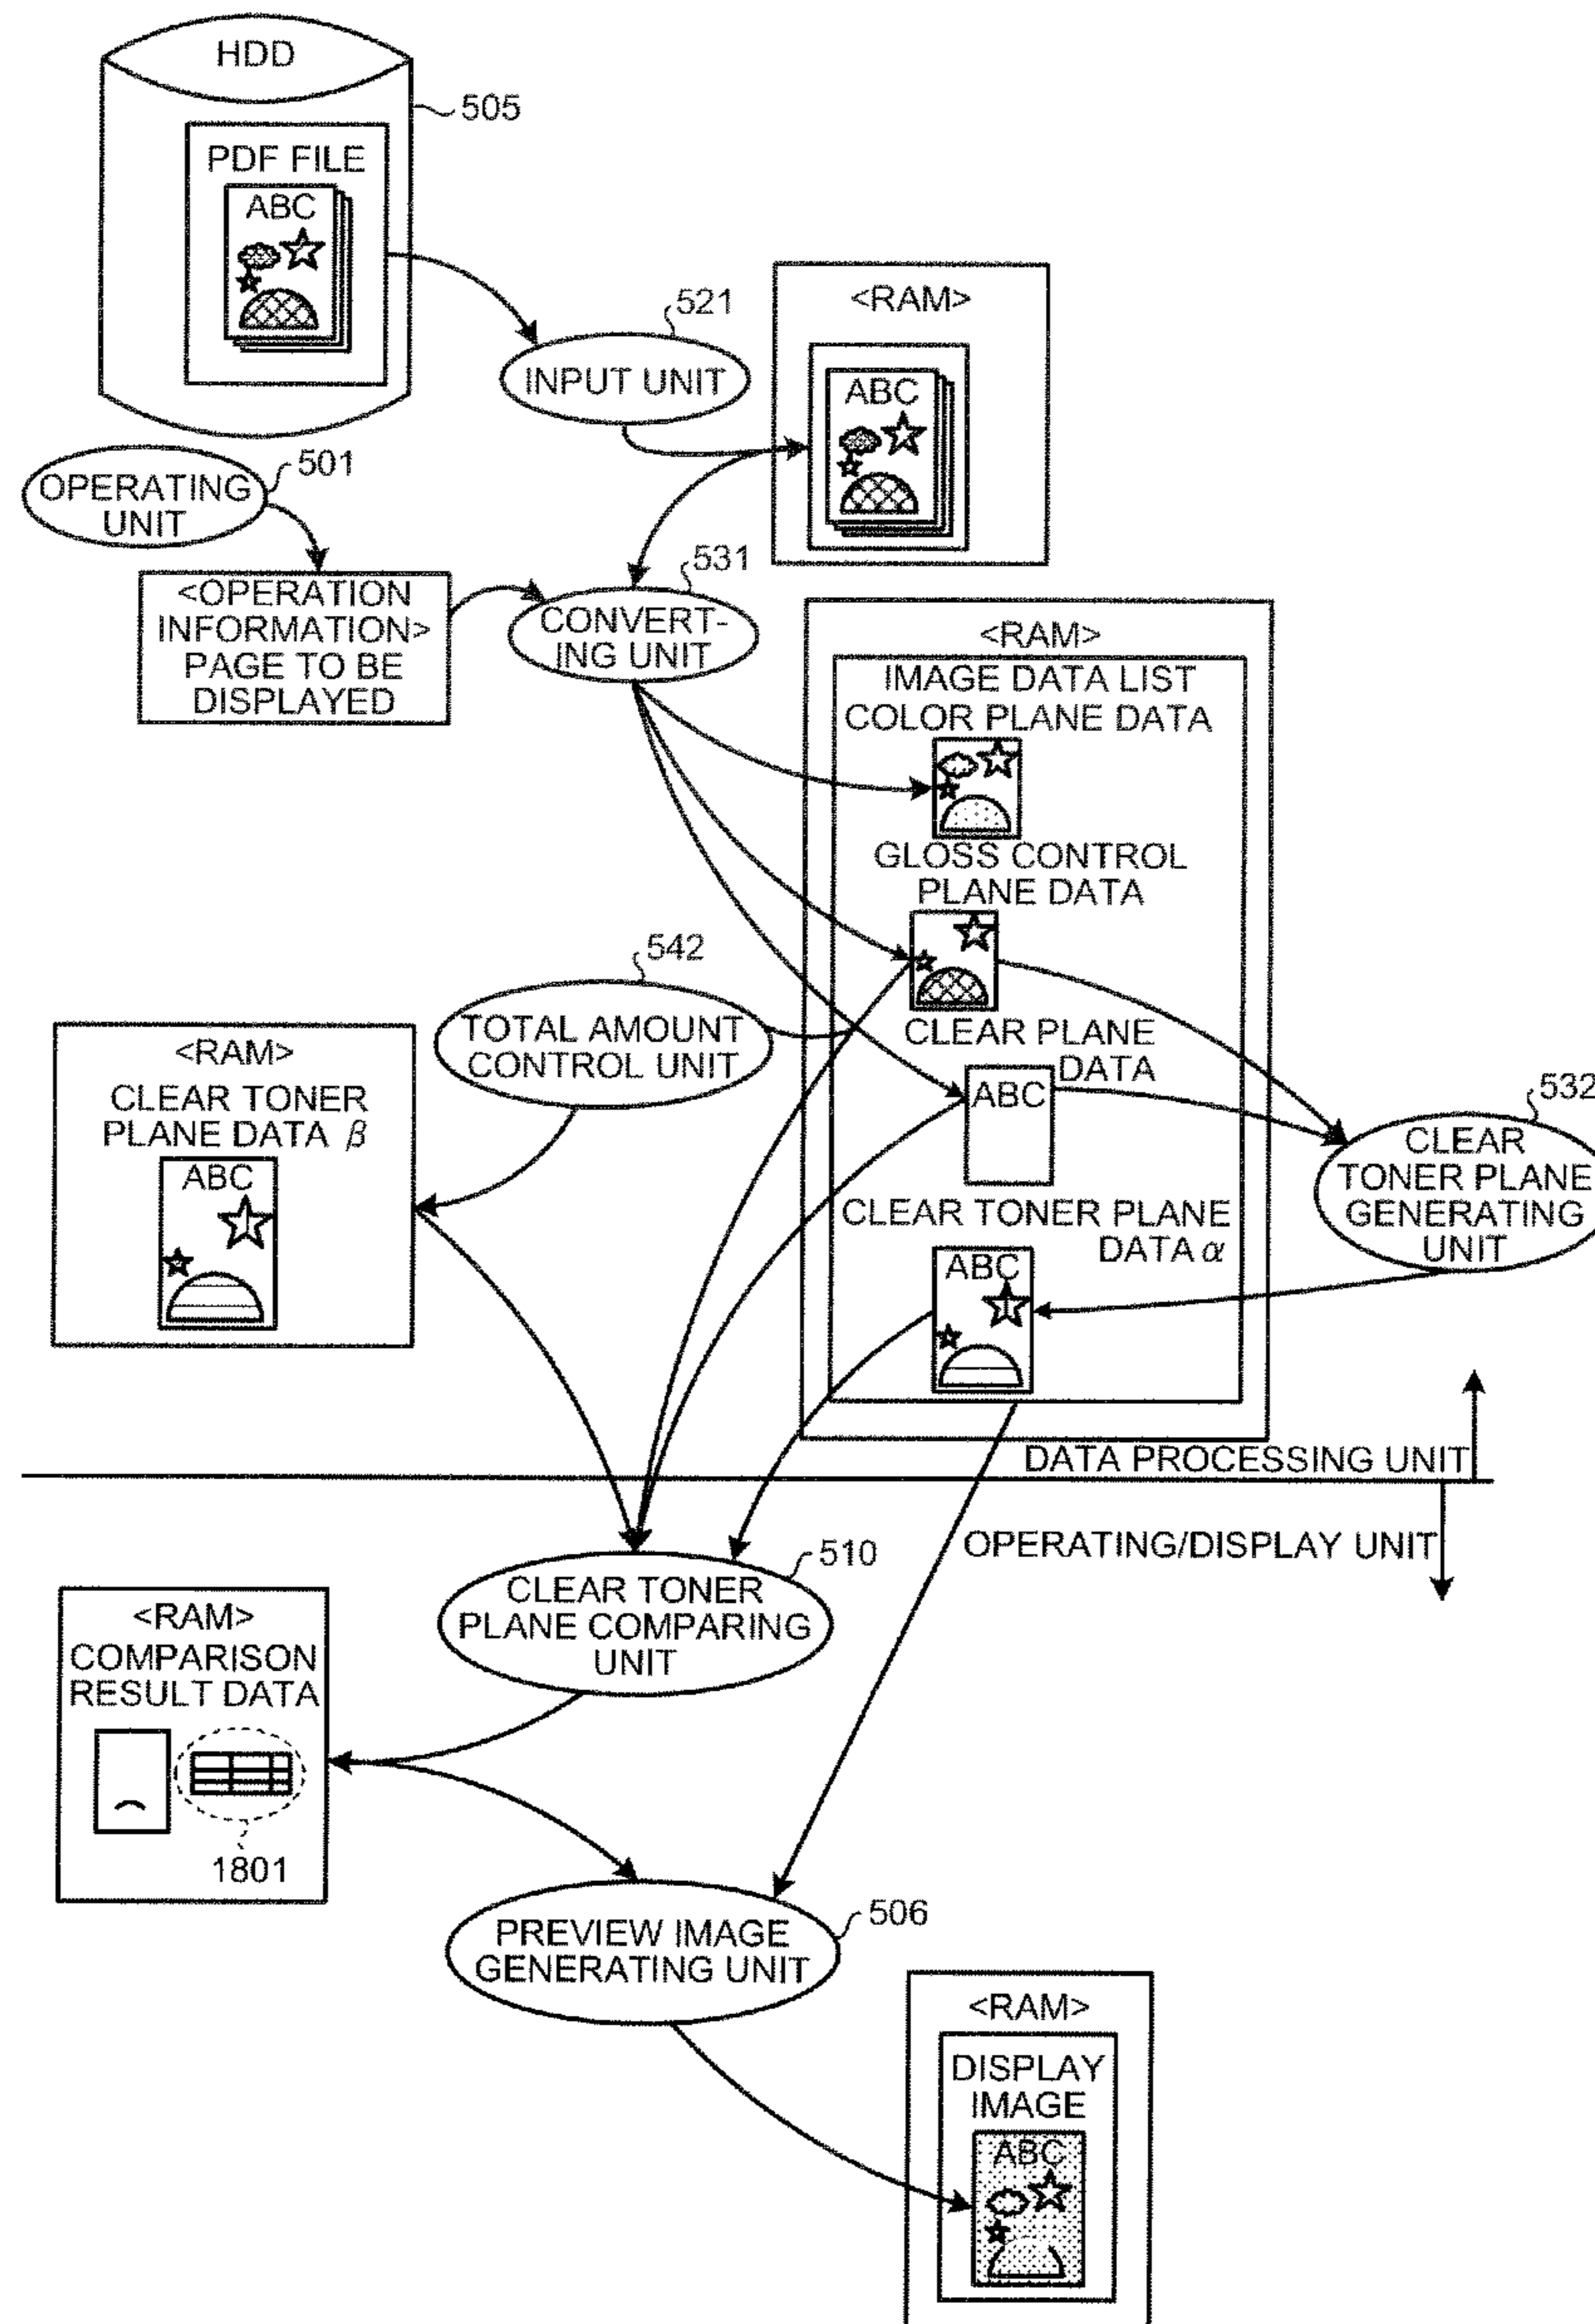 HDD
505
PDF FILE
ABC
521
INPUT UNIT
<RAM>
ABC
501
OPERATING
UNIT
<OPERATION
INFORMATION>
PAGE TO BE
DISPLAYED
531
CONVERT-
ING UNIT
<RAM>
IMAGE DATA LIST
COLOR PLANE DATA
GLOSS CONTROL
PLANE DATA
542
TOTAL AMOUNT
CONTROL UNIT
CLEAR PLANE
DATA
ABC
<RAM>
CLEAR TONER
PLANE DATA β
ABC
532
CLEAR
TONER PLANE
GENERATING
UNIT
CLEAR TONER PLANE
DATA α
ABC
DATA PROCESSING UNIT
OPERATING/DISPLAY UNIT
510
CLEAR TONER
PLANE COMPARING
UNIT
<RAM>
COMPARISON
RESULT DATA
1801
506
PREVIEW IMAGE
GENERATING UNIT
<RAM>
DISPLAY
IMAGE
ABC